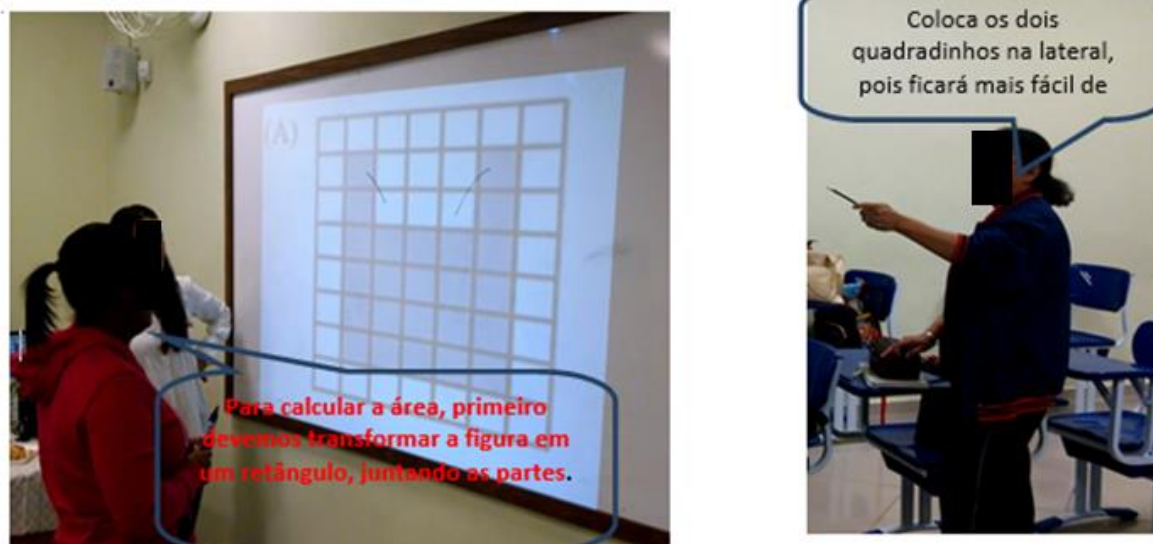 (A)
Para calcular a área, primeiro
devemos transformar a figura em
um retângulo, juntando as partes.
Coloca os dois
quadradinhos na lateral,
pois ficará mais fácil de